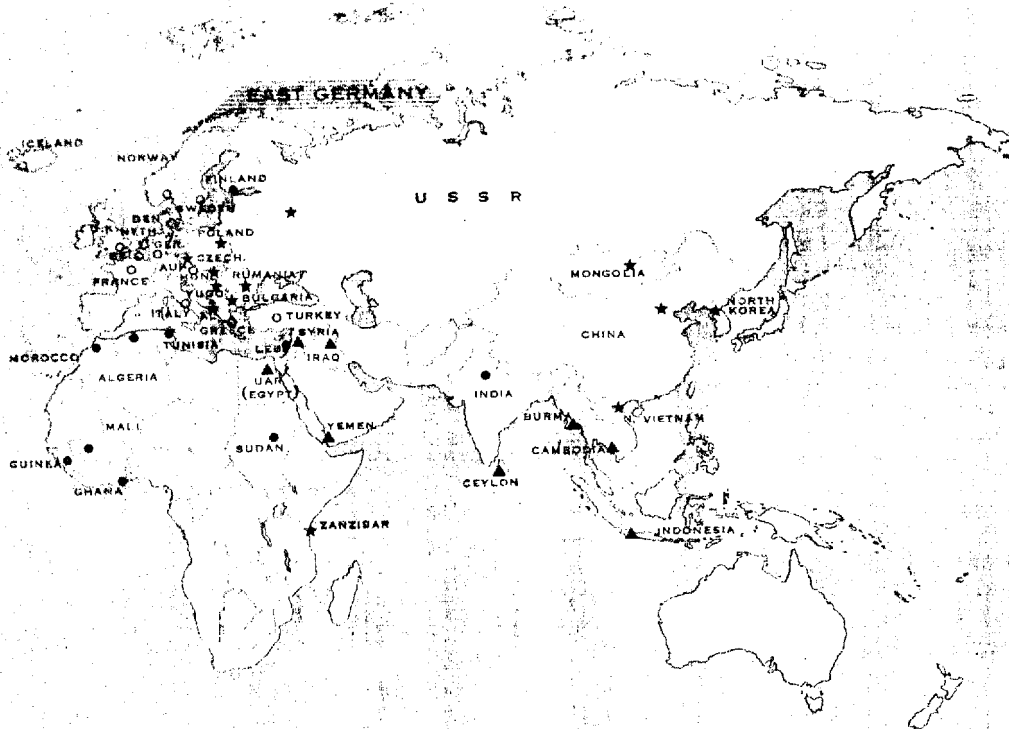 EAST GERMANY
ICELAND
NORWAY
FINLAND
U S S R
SWEDEN
DEN
NETH
GER.
POLAND
BEL
CZECH.
AUS
HUNG
RUMANIA
FRANCE
YUGO
BULGARIA
MONGOLIA
ITALY
AL
GREECE
TURKEY
NORTH
KOREA
CHINA
TUNISIA
SYRIA
LEB
IRAQ
MOROCCO
ALGERIA
UAR
(EGYPT)
INDIA
BURMA
N. VIETNAM
MALI
YEMEN
SUDAN
CAMBODIA
GUINEA
CEYLON
GHANA
ZANZIBAR
INDONESIA